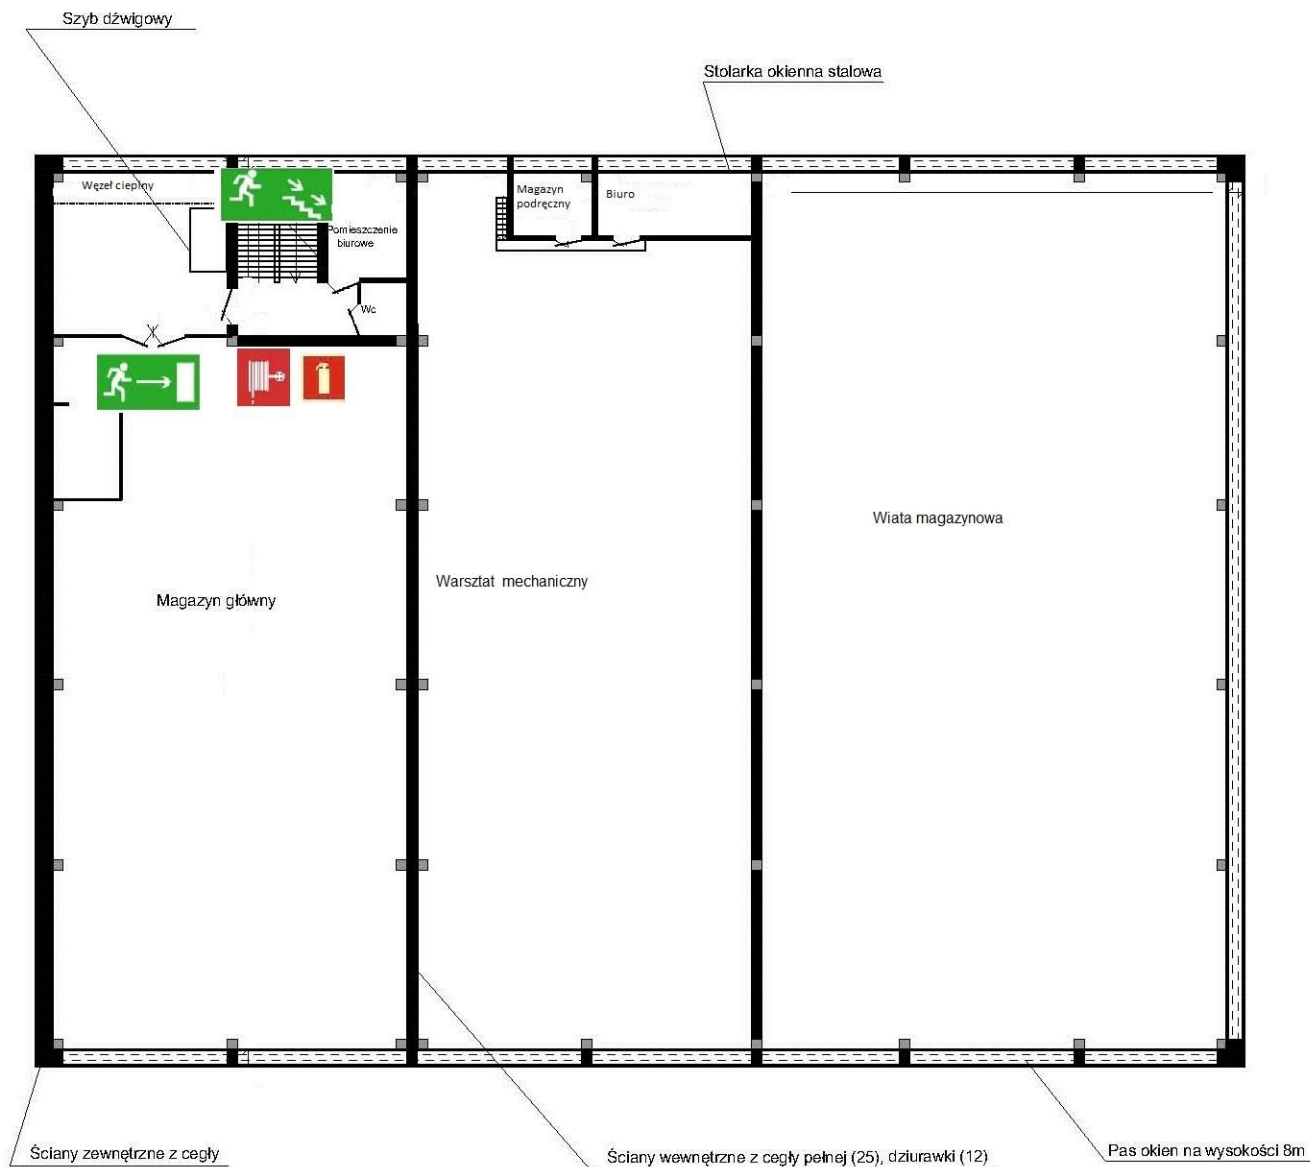 Szyb dźwigowy
Stolarka okienna stalowa
Węzeł cieplny
Magazyn
podręczny
Biuro
Pomieszczenie
biurowe
Wc
Wiata magazynowa
Warsztat mechaniczny
Magazyn główny
Ściany zewnętrzne z cegły
Ściany wewnętrzne z cegły pełnej (25), dziurawki (12)
Pas okien na wysokości 8m